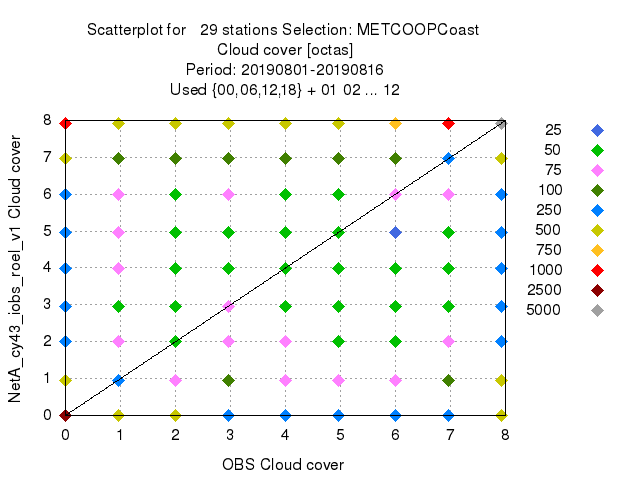 Scatterplot for 29 stations Selection: METCOOPCoast
Cloud cover [octas]
Period: 20190801-20190816
Used {00,06,12,18} + 01 02 ... 12
NetA_cy43_iobs_roel_v1 Cloud cover
8
7
6
5
4
3
2
1
0
0 1 2 3 4 5 6 7 8
OBS Cloud cover
25
50
75
100
250
500
750
1000
2500
5000